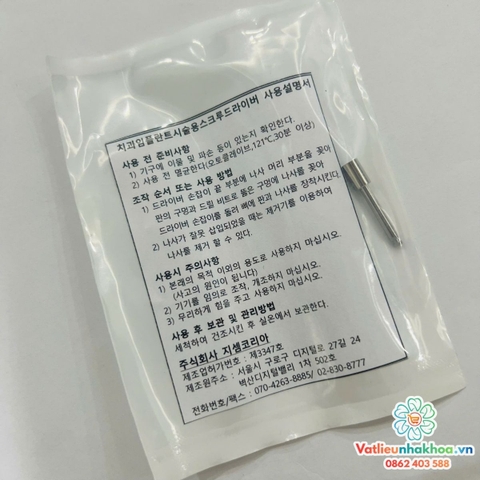 치과임플란트시술용스크루드라이버 사용설명서
사용 전 준비사항
1) 기구에 이물 및 파손 등이 있는지 확인한다.
2) 사용 전 멸균한다(오토클레이브,121℃,30분 이상)
조작 순서 또는 사용 방법
1) 드라이버 손잡이 끝 부분에 나사 머리 부분을 꽂아
판의 구멍과 드릴 비트로 뚫은 구멍에 나사를 꽂아
드라이버 손잡이를 돌려 뼈에 판과 나사를 장착시킨다.
2) 나사가 잘못 삽입되었을 때는 제거기를 이용하여
나사를 제거 할 수 있다.
사용시 주의사항
1) 본래의 목적 이외의 용도로 사용하지 마십시오.
(사고의 원인이 됩니다)
2) 기기를 임의로 조작, 개조하지 마십시오.
3) 무리하게 힘을 주고 사용하지 마십시오.
사용 후 보관 및 관리방법
세척하여 건조시킨 후 실온에서 보관한다.
주식회사 지셀코리아
제조업허가번호 : 제3347호
제조원주소 : 서울시 구로구 디지털로 27길 24
벽산디지털밸리 1차 502호
전화번호/팩스 : 070-4263-8885/ 02-830-8777
Vatlieunhakhoa.vn
0862 403 588